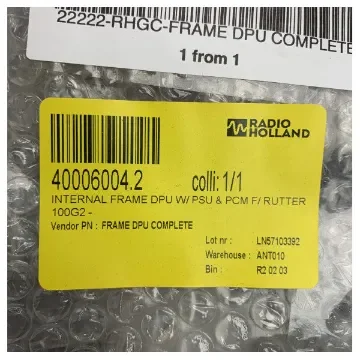 22222-RHGC-FRAME DPU COMPLETE
1 from 1
RADIO
HOLLAND
40006004.2 colli: 1/1
INTERNAL FRAME DPU W/ PSU & PCM F/ RUTTER
100G2 -
Vendor PN : FRAME DPU COMPLETE
Lot nr : LN57103392
Warehouse : ANT010
Bin : R2 02 03